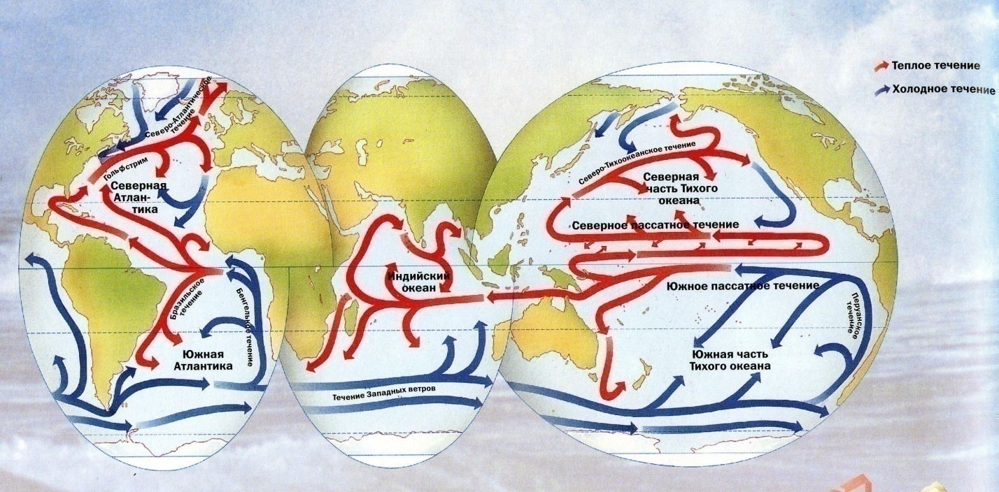 Теплое течение
Холодное течение
Северо-Атлантическое
течение
Гольфстрим
Северная
Атлан-
тика
Бразильское
течение
Бенгелькое течение
Южная
Атлантика
Индийский
океан
Течение Западных ветров
Северо-Тихоокеанское течение
Северная
часть Тихого
океана
Северное пассатное течение
Южное пассатное течение
Перуанское
течение
Южная часть
Тихого океана